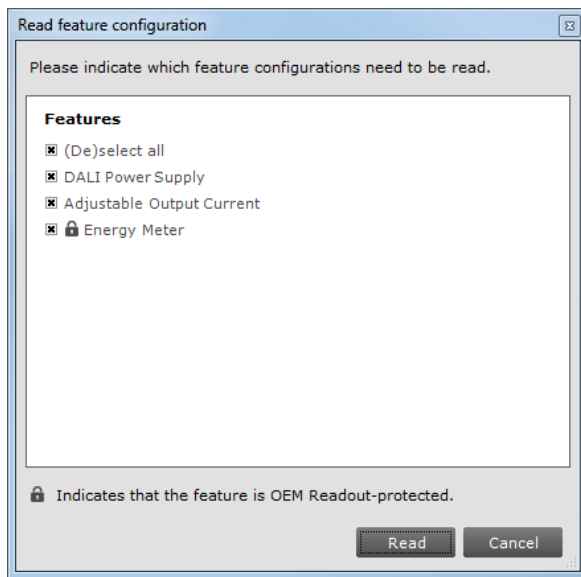 Read feature configuration
Please indicate which feature configurations need to be read.
Features
(De)select all
DALI Power Supply
Adjustable Output Current
Energy Meter
Indicates that the feature is OEM Readout-protected.
Read
Cancel